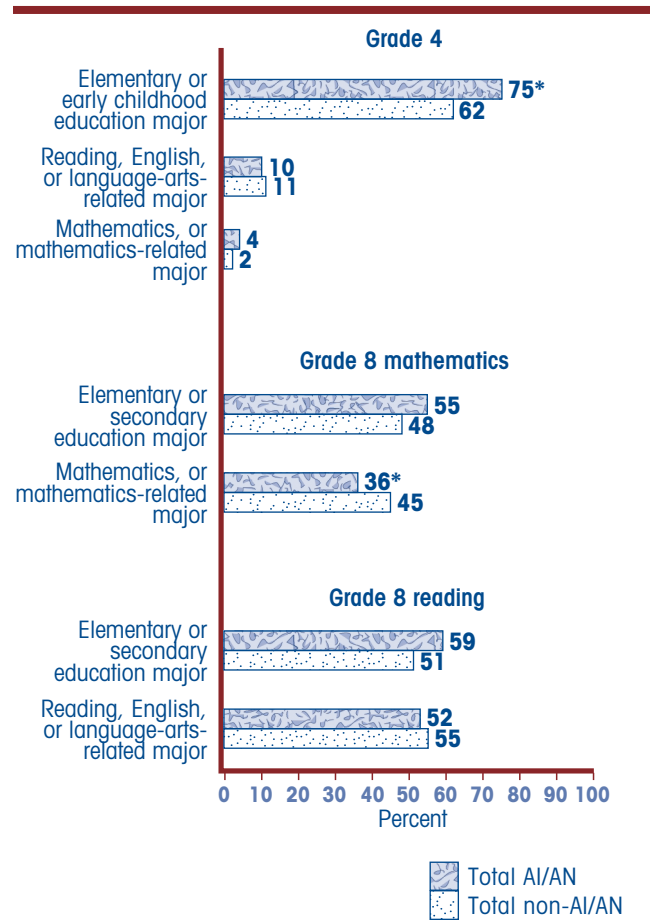 Grade 4
Elementary or
early childhood
education major
75*
62
Reading, English,
or language-arts-
related major
10
11
Mathematics, or
mathematics-related
major
4
2
Grade 8 mathematics
Elementary or
secondary
education major
55
48
Mathematics, or
mathematics-related
major
36*
45
Grade 8 reading
Elementary or
secondary
education major
59
51
Reading, English,
or language-arts-
related major
52
55
0 10 20 30 40 50 60 70 80 90 100
Percent
Total AI/AN
Total non-AI/AN